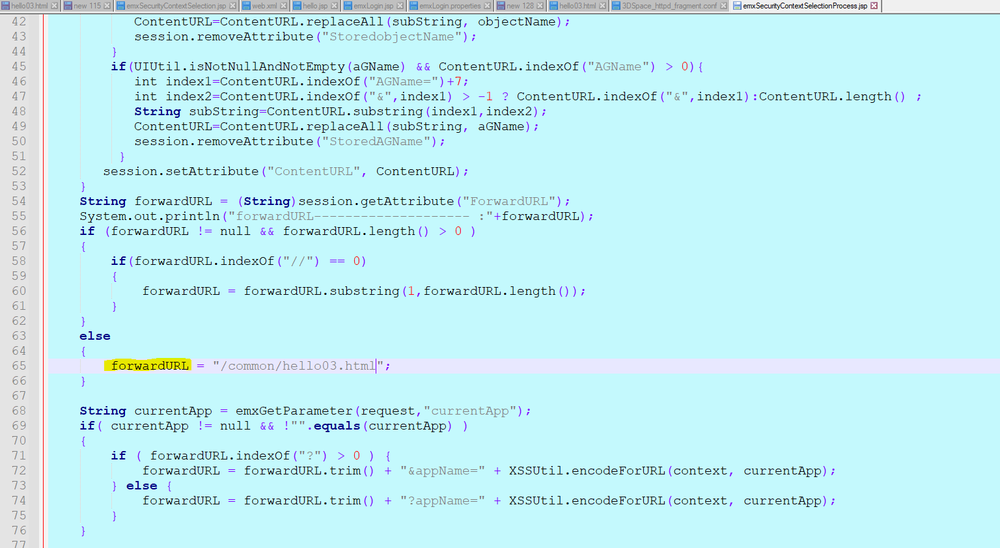 hello03.html new 115 emxSecurityContextSelection.jsp web.xml hello.jsp emxLogin.jsp emxLogin.properties new 128 hello03.html 3DSpace_httpd_fragment.conf emxSecurityContextSelectionProcess.jsp
42 ContentURL=ContentURL.replaceAll(subString, objectName);
43 session.removeAttribute("StoredobjectName");
44 }
45 if(UIUtil.isNotNullAndNotEmpty(aGName) && ContentURL.indexOf("AGName") > 0){
46 int index1=ContentURL.indexOf("AGName=")+7;
47 int index2=ContentURL.indexOf("&",index1) > -1 ? ContentURL.indexOf("&",index1):ContentURL.length() ;
48 String subString=ContentURL.substring(index1,index2);
49 ContentURL=ContentURL.replaceAll(subString, aGName);
50 session.removeAttribute("StoredAGName");
51 }
52 session.setAttribute("ContentURL", ContentURL);
53 }
54 String forwardURL = (String)session.getAttribute("ForwardURL");
55 System.out.println("forwardURL-------------------- :"+forwardURL);
56 if (forwardURL != null && forwardURL.length() > 0 )
57 {
58 if(forwardURL.indexOf("//") == 0)
59 {
60 forwardURL = forwardURL.substring(1,forwardURL.length());
61 }
62 }
63 else
64 {
65 forwardURL = "/common/hello03.html";
66 }
67
68 String currentApp = emxGetParameter(request,"currentApp");
69 if( currentApp != null && !"".equals(currentApp) )
70 {
71 if ( forwardURL.indexOf("?") > 0 ) {
72 forwardURL = forwardURL.trim() + "&appName=" + XSSUtil.encodeForURL(context, currentApp);
73 } else {
74 forwardURL = forwardURL.trim() + "?appName=" + XSSUtil.encodeForURL(context, currentApp);
75 }
76 }
77